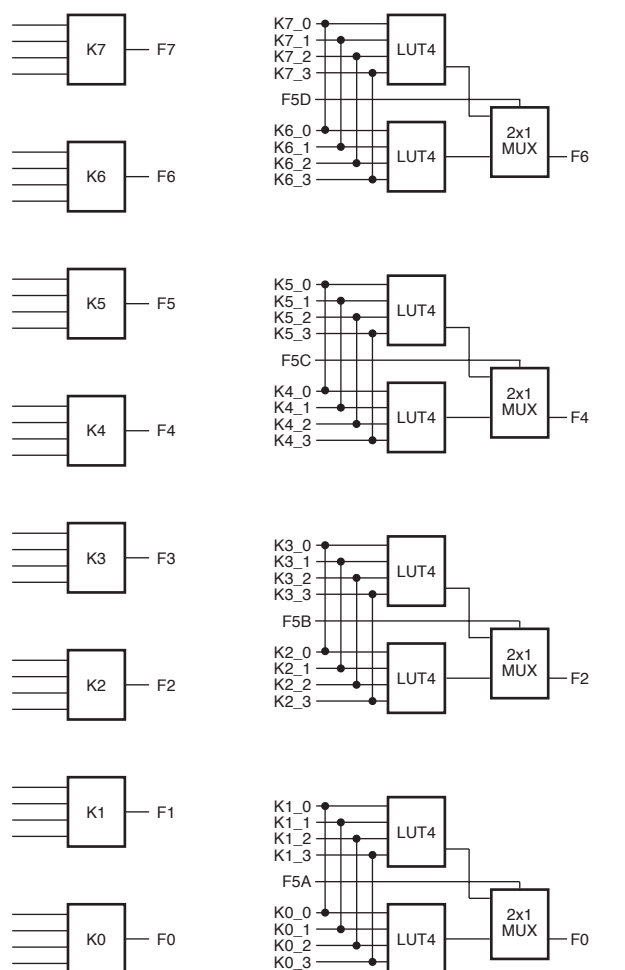 K7 F7
K6 F6
K5 F5
K4 F4
K3 F3
K2 F2
K1 F1
K0 F0
K7_0
K7_1
K7_2
K7_3
LUT4
F5D
K6_0
K6_1
K6_2
K6_3
LUT4
2x1
MUX
F6
K5_0
K5_1
K5_2
K5_3
LUT4
F5C
K4_0
K4_1
K4_2
K4_3
LUT4
2x1
MUX
F4
K3_0
K3_1
K3_2
K3_3
LUT4
F5B
K2_0
K2_1
K2_2
K2_3
LUT4
2x1
MUX
F2
K1_0
K1_1
K1_2
K1_3
LUT4
F5A
K0_0
K0_1
K0_2
K0_3
LUT4
2x1
MUX
F0